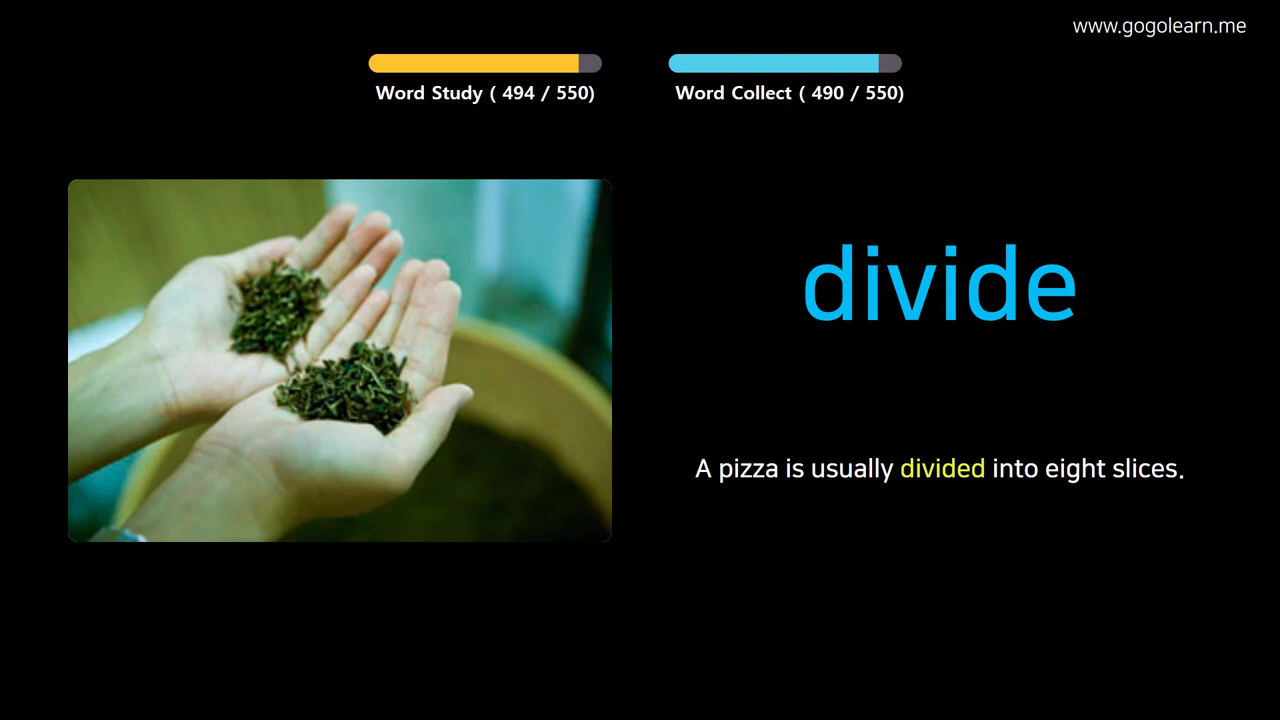 www.gogolearn.me
Word Study ( 494 / 550)
Word Collect ( 490 / 550)
divide
A pizza is usually divided into eight slices.